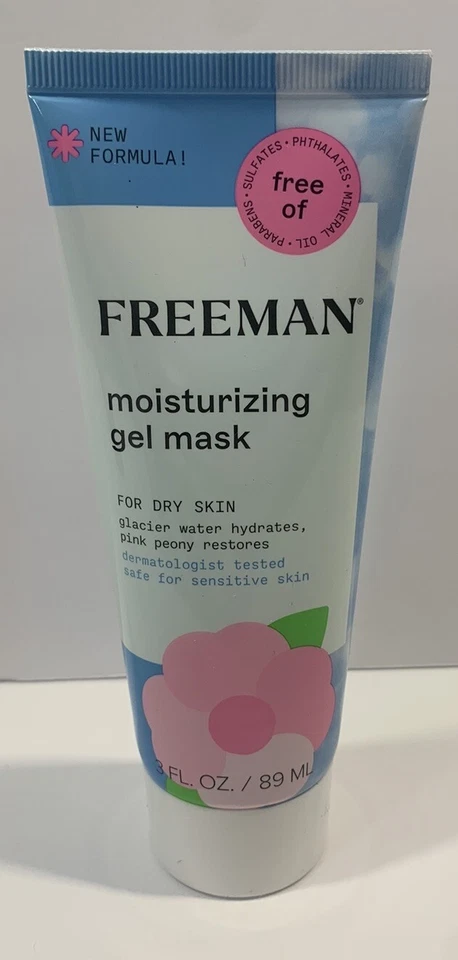 NEW
FORMULA!
SULFATES • PHTHALATES • MINERAL OIL • PARABENS •
free
of
FREEMAN®
moisturizing
gel mask
FOR DRY SKIN
glacier water hydrates,
pink peony restores
dermatologist tested
safe for sensitive skin
3 FL. OZ. / 89 ML